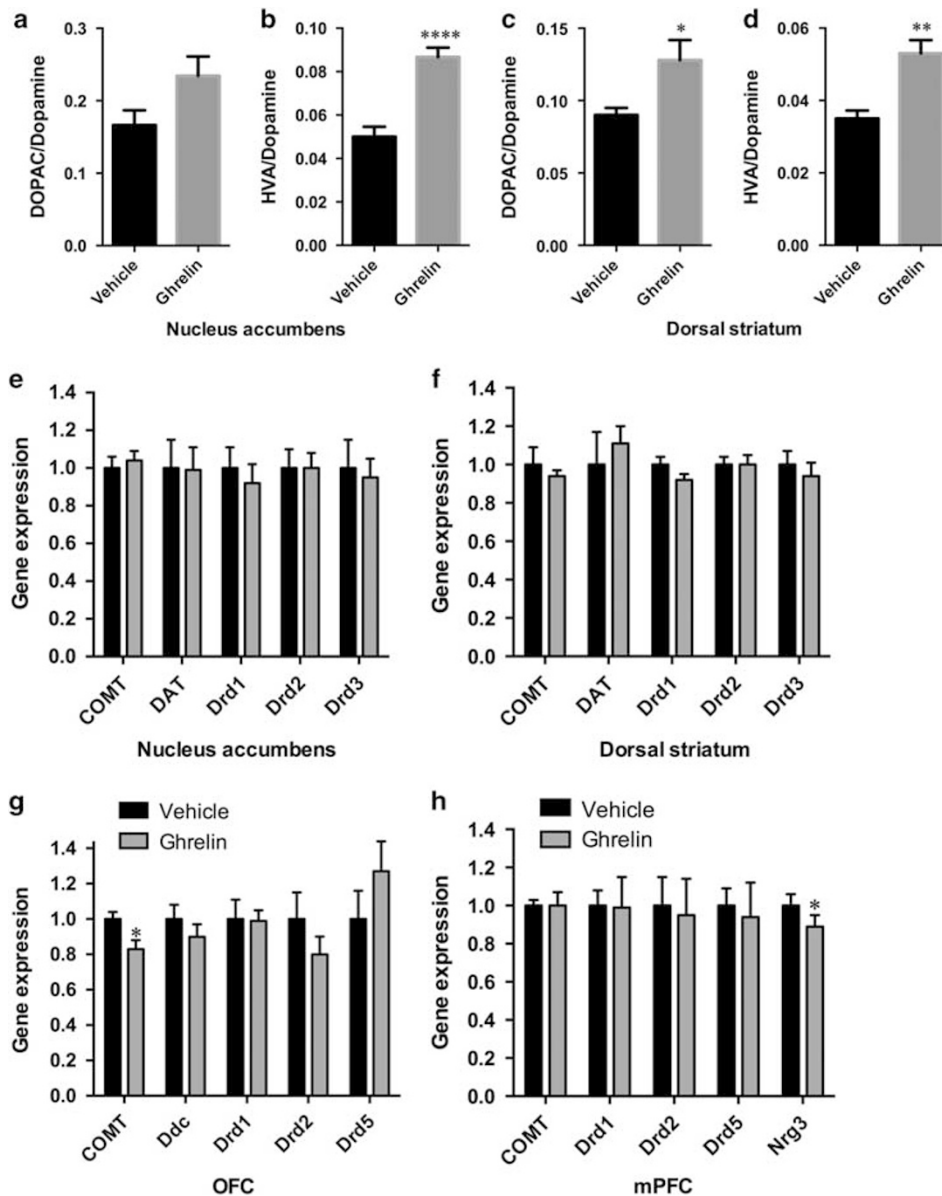 a
DOPAC/Dopamine
0.3
0.2
0.1
0.0
Vehicle
Ghrelin
b
HVA/Dopamine
0.10
0.08
0.06
0.04
0.02
0.00
****
Vehicle
Ghrelin
Nucleus accumbens
c
DOPAC/Dopamine
0.15
0.10
0.05
0.00
*
Vehicle
Ghrelin
d
HVA/Dopamine
0.06
0.04
0.02
0.00
**
Vehicle
Ghrelin
Dorsal striatum
e
Gene expression
1.4
1.2
1.0
0.8
0.6
0.4
0.2
0.0
COMT
DAT
Drd1
Drd2
Drd3
Nucleus accumbens
f
Gene expression
1.4
1.2
1.0
0.8
0.6
0.4
0.2
0.0
COMT
DAT
Drd1
Drd2
Drd3
Dorsal striatum
g
Vehicle
Ghrelin
Gene expression
1.4
1.2
1.0
0.8
0.6
0.4
0.2
0.0
*
COMT
Ddc
Drd1
Drd2
Drd5
OFC
h
Vehicle
Ghrelin
Gene expression
1.4
1.2
1.0
0.8
0.6
0.4
0.2
0.0
*
COMT
Drd1
Drd2
Drd5
Nrg3
mPFC